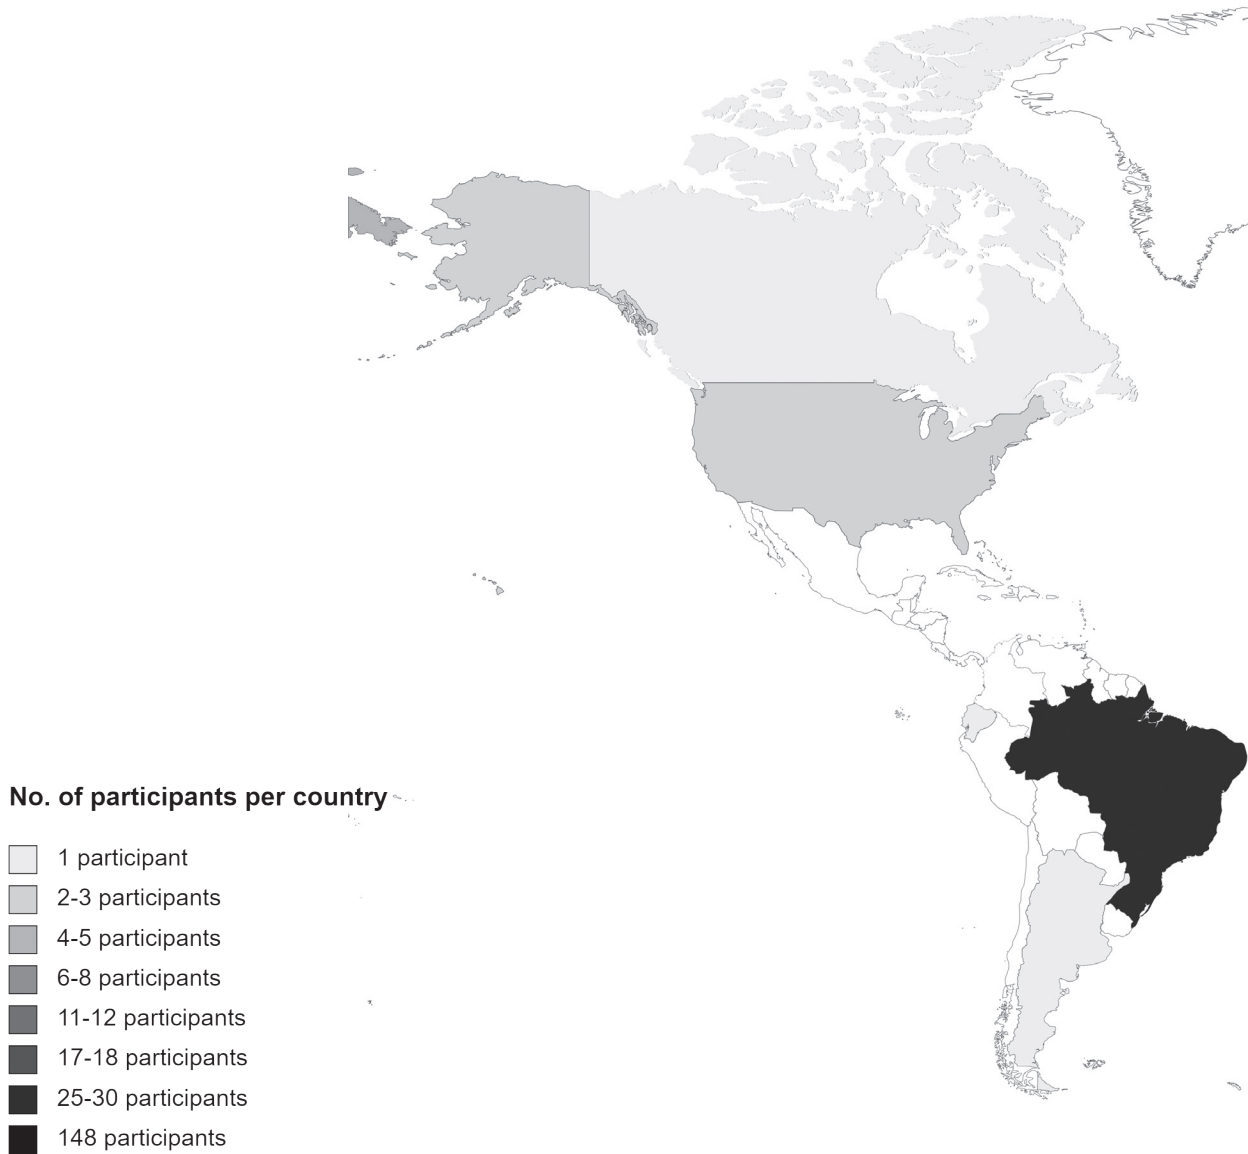 No. of participants per country
1 participant
2-3 participants
4-5 participants
6-8 participants
11-12 participants
17-18 participants
25-30 participants
148 participants